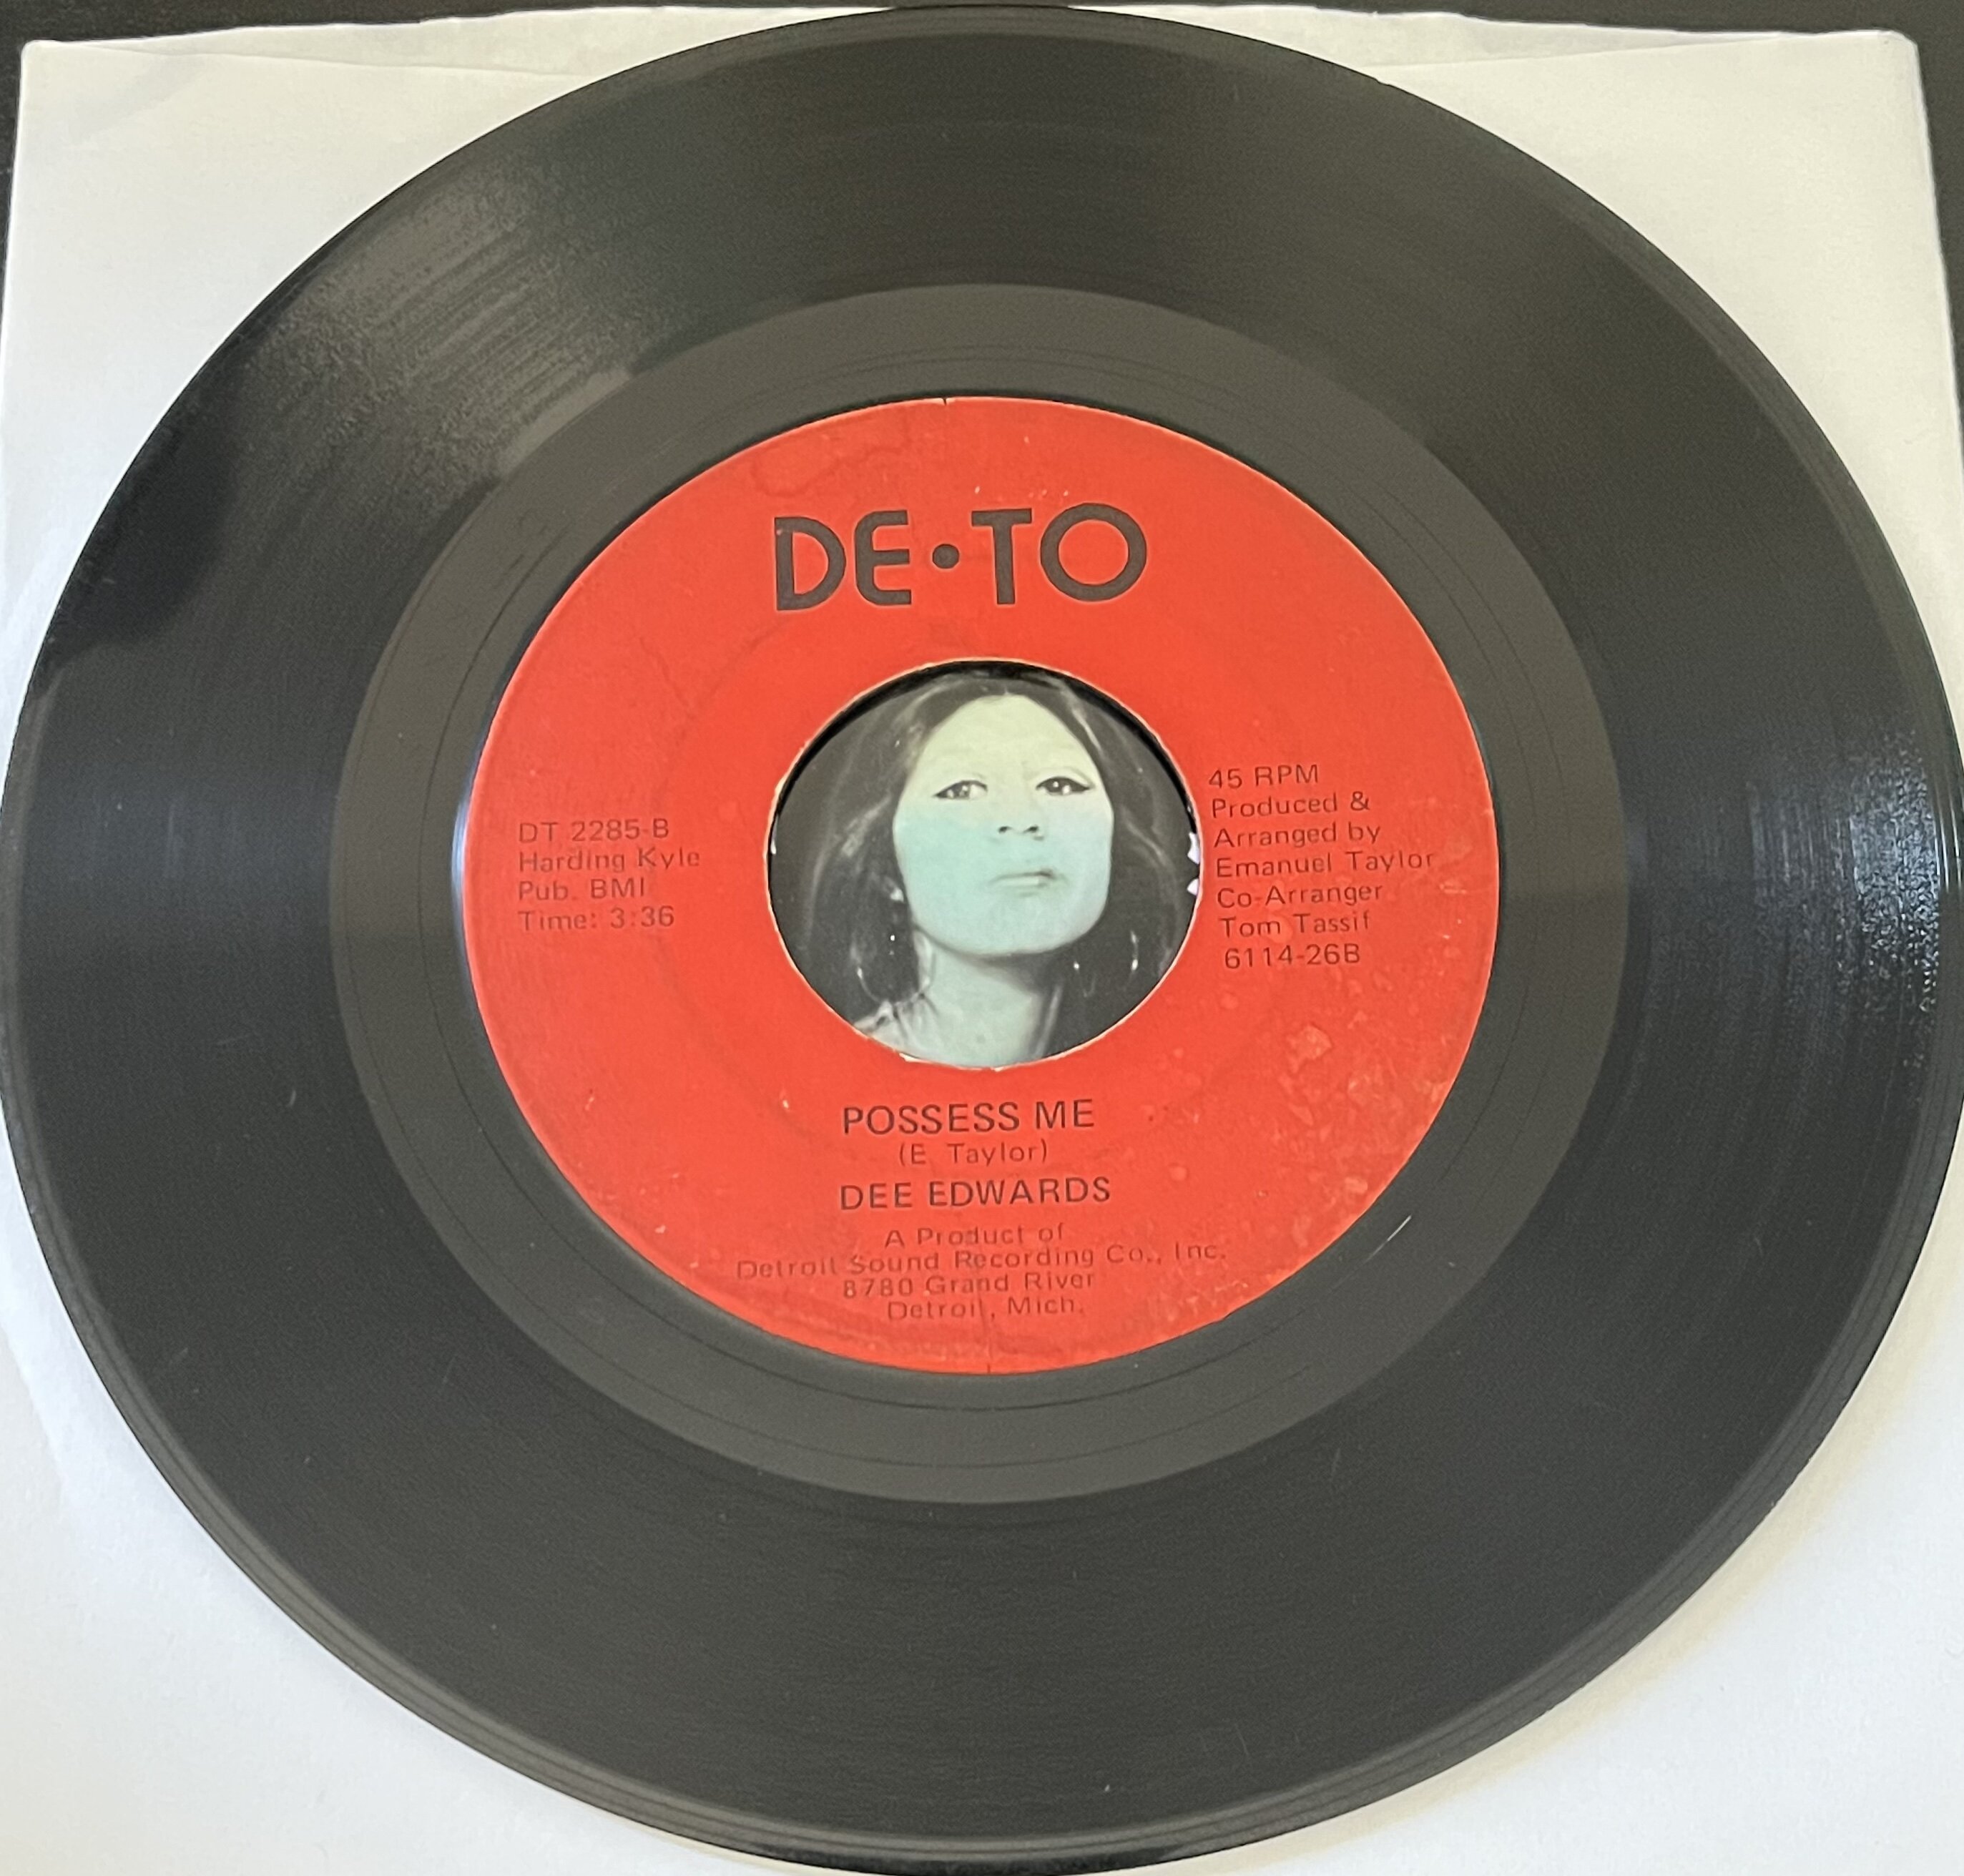 DE•TO
DT 2285-B
Harding Kyle
Pub. BMI
Time: 3:36
45 RPM
Produced &
Arranged by
Emanuel Taylor
Co-Arranger
Tom Tassif
6114-26B
POSSESS ME
(E. Taylor)
DEE EDWARDS
A Product of
Detroit Sound Recording Co., Inc.
8780 Grand River
Detroit, Mich.